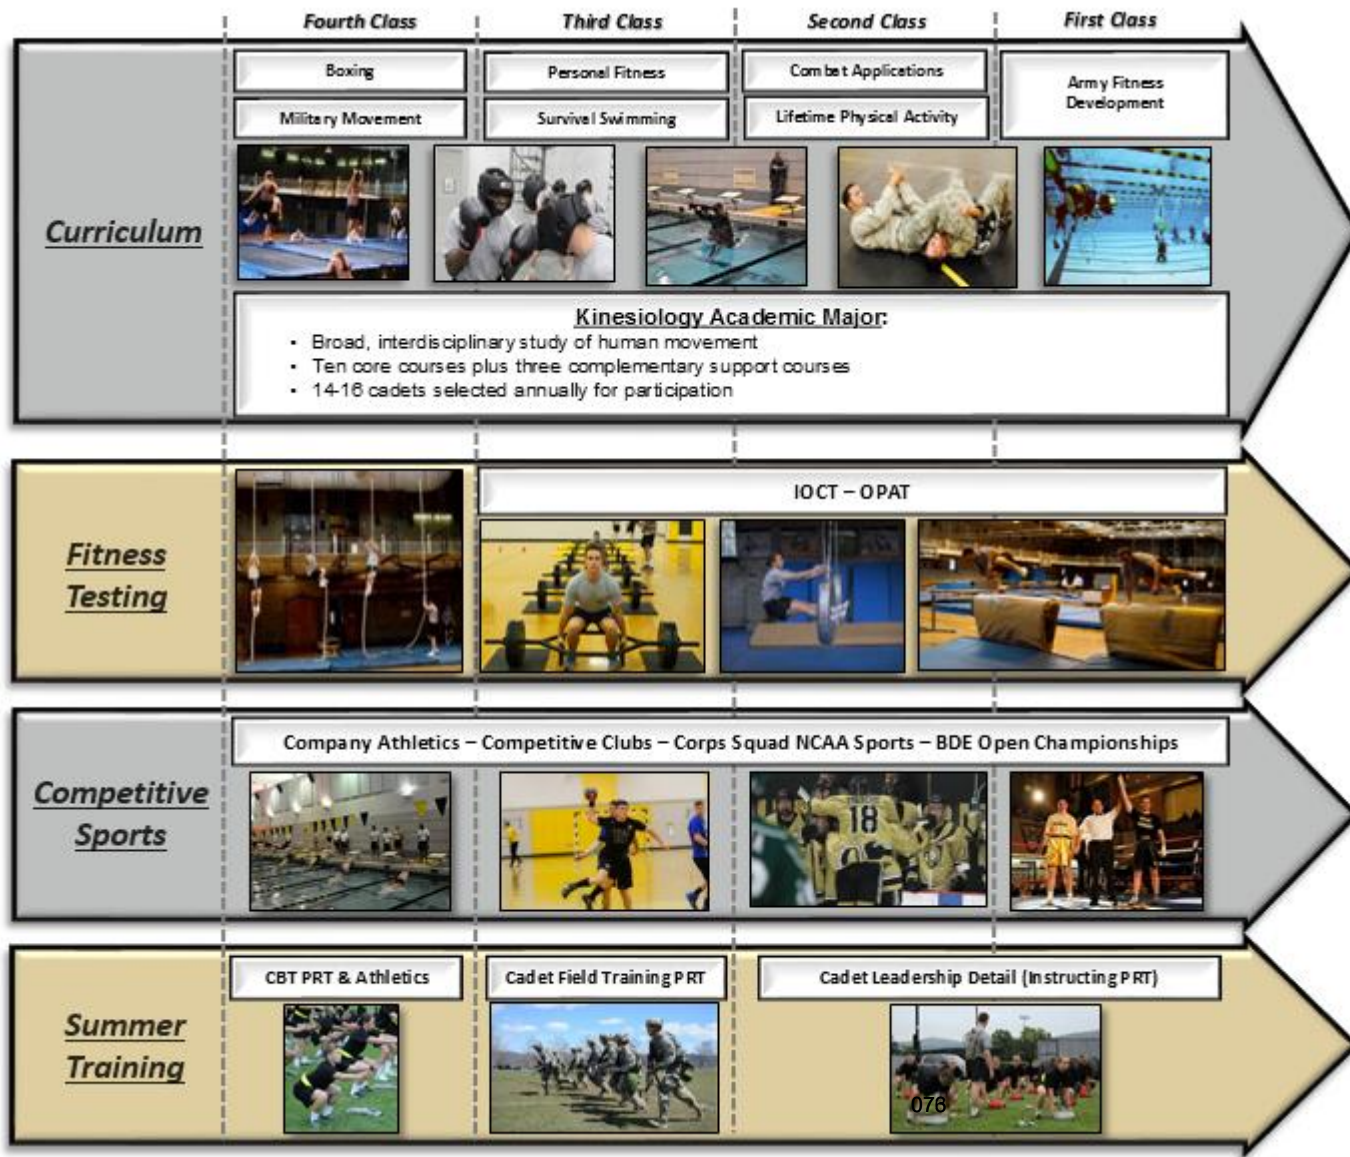 Fourth Class
Third Class
Second Class
First Class
Curriculum
Boxing
Personal Fitness
Combat Applications
Army Fitness
Development
Military Movement
Survival Swimming
Lifetime Physical Activity
Kinesiology Academic Major:
• Broad, interdisciplinary study of human movement
• Ten core courses plus three complementary support courses
• 14-16 cadets selected annually for participation
Fitness
Testing
IOCT – OPAT
Competitive
Sports
Company Athletics – Competitive Clubs – Corps Squad NCAA Sports – BDE Open Championships
18
Summer
Training
CBT PRT & Athletics
Cadet Field Training PRT
Cadet Leadership Detail (Instructing PRT)
076